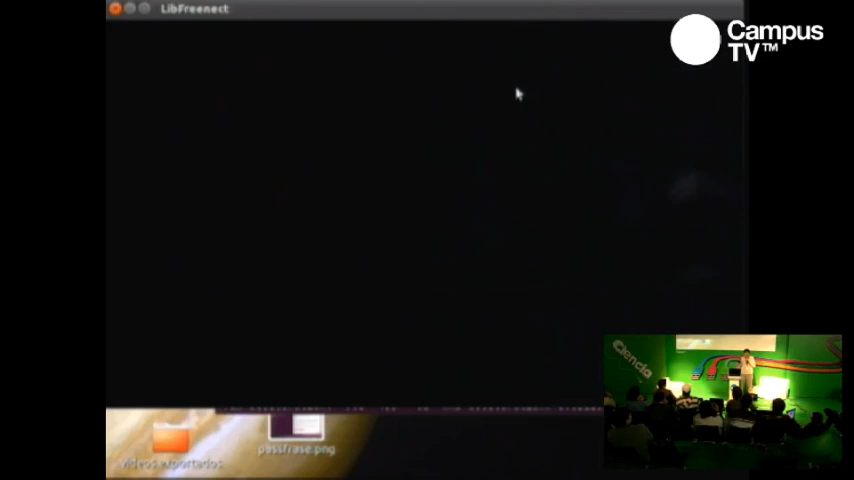 LibFreenect
Campus
TV™
Ciencia
videos exportados
passfrase.png